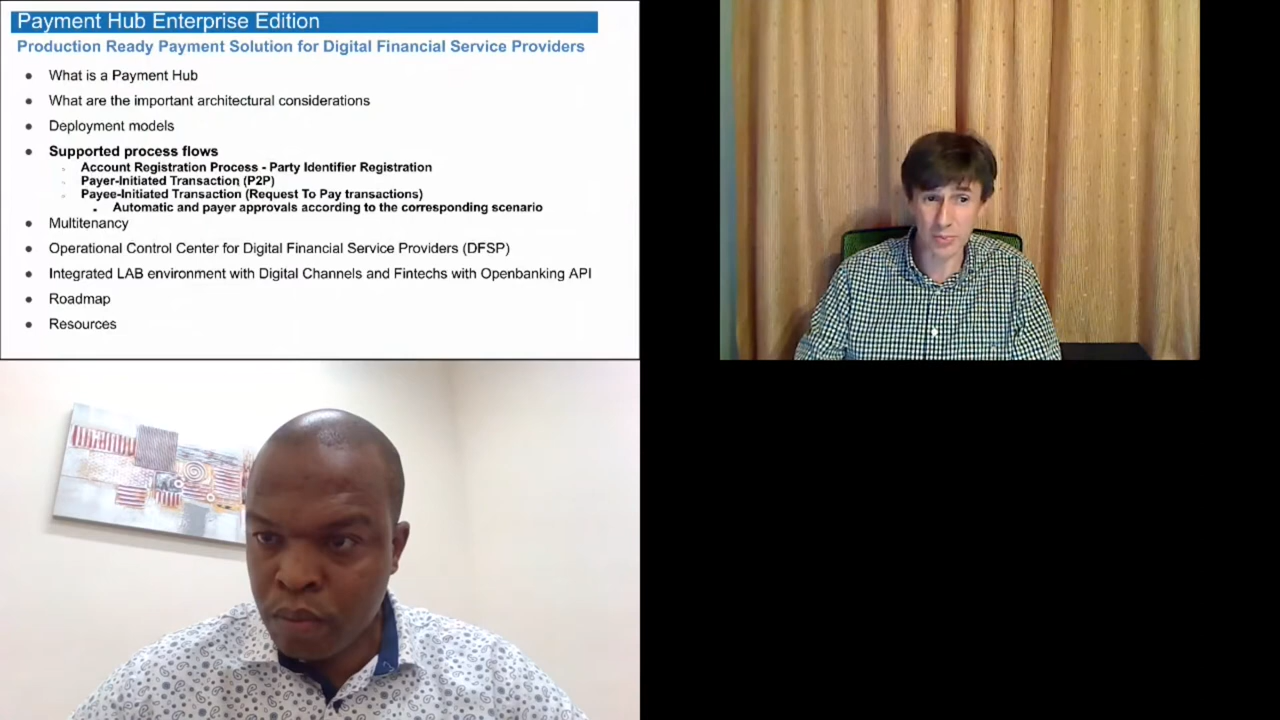 Payment Hub Enterprise Edition
Production Ready Payment Solution for Digital Financial Service Providers
What is a Payment Hub
What are the important architectural considerations
Deployment models
Supported process flows
Account Registration Process - Party Identifier Registration
Payer-Initiated Transaction (P2P)
Payee-Initiated Transaction (Request To Pay transactions)
Automatic and payer approvals according to the corresponding scenario
Multitenancy
Operational Control Center for Digital Financial Service Providers (DFSP)
Integrated LAB environment with Digital Channels and Fintechs with Openbanking API
Roadmap
Resources